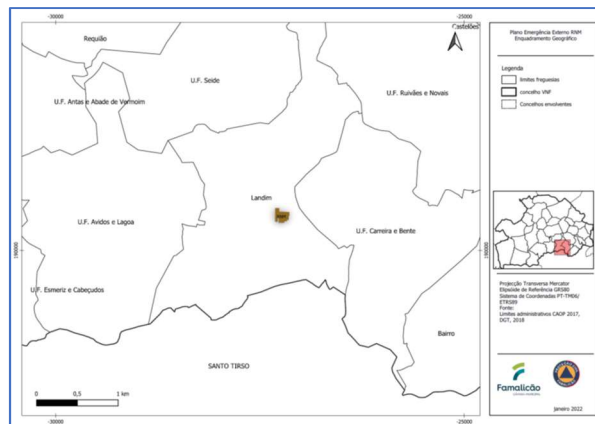 -30000
-25000
Castelões
Requião
U.F. Seide
U.F. Antas e Abade de Vermoim
U.F. Ruivães e Novais
Landim
U.F. Avidos e Lagoa
U.F. Carreira e Bente
190000
190000
U.F. Esmeriz e Cabeçudos
Bairro
SANTO TIRSO
0
0,5
1 km
-30000
-25000
Plano Emergência Externo RNM
Enquadramento Geográfico
Legenda
limites freguesias
concelho VNF
Concelhos envolventes
Projecção Transversa Mercator
Elipsóide de Referência GRS80
Sistema de Coordenadas PT-TM06/
ETRS89
Fonte:
Limites administrativos CAOP 2017,
DGT, 2018
Famalicão
Janeiro 2022